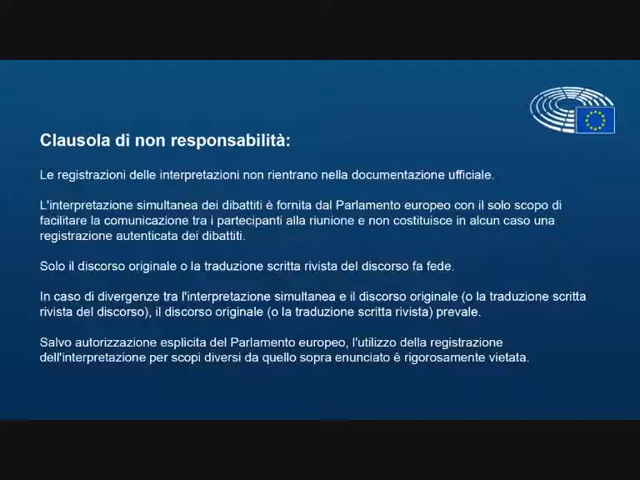 Clausola di non responsabilità:
Le registrazioni delle interpretazioni non rientrano nella documentazione ufficiale.
L'interpretazione simultanea dei dibattiti è fornita dal Parlamento europeo con il solo scopo di
facilitare la comunicazione tra i partecipanti alla riunione e non costituisce in alcun caso una
registrazione autenticata dei dibattiti.
Solo il discorso originale o la traduzione scritta rivista del discorso fa fede.
In caso di divergenze tra l'interpretazione simultanea e il discorso originale (o la traduzione scritta
rivista del discorso), il discorso originale (o la traduzione scritta rivista) prevale.
Salvo autorizzazione esplicita del Parlamento europeo, l'utilizzo della registrazione
dell'interpretazione per scopi diversi da quello sopra enunciato è rigorosamente vietata.